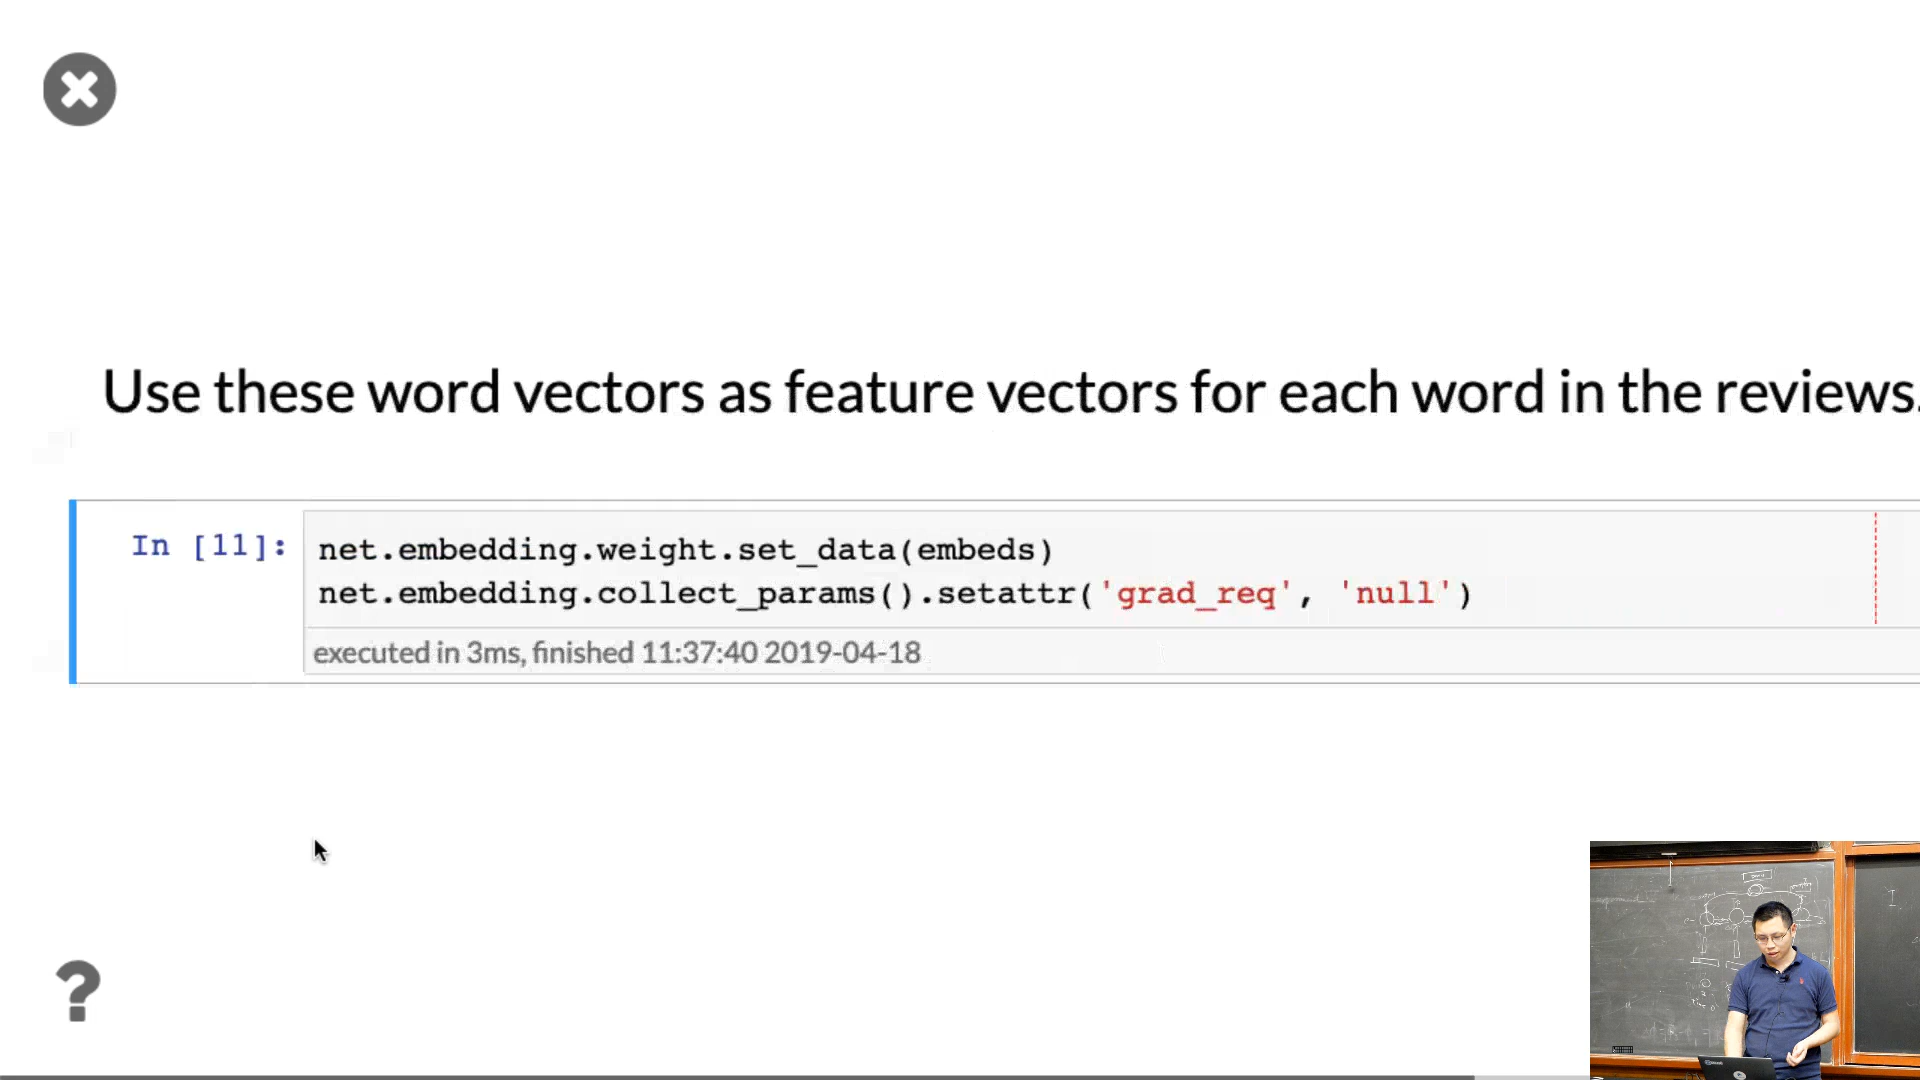 Use these word vectors as feature vectors for each word in the reviews.
In [11]:
net.embedding.weight.set_data(embeds)
net.embedding.collect_params().setattr('grad_req', 'null')
executed in 3ms, finished 11:37:40 2019-04-18